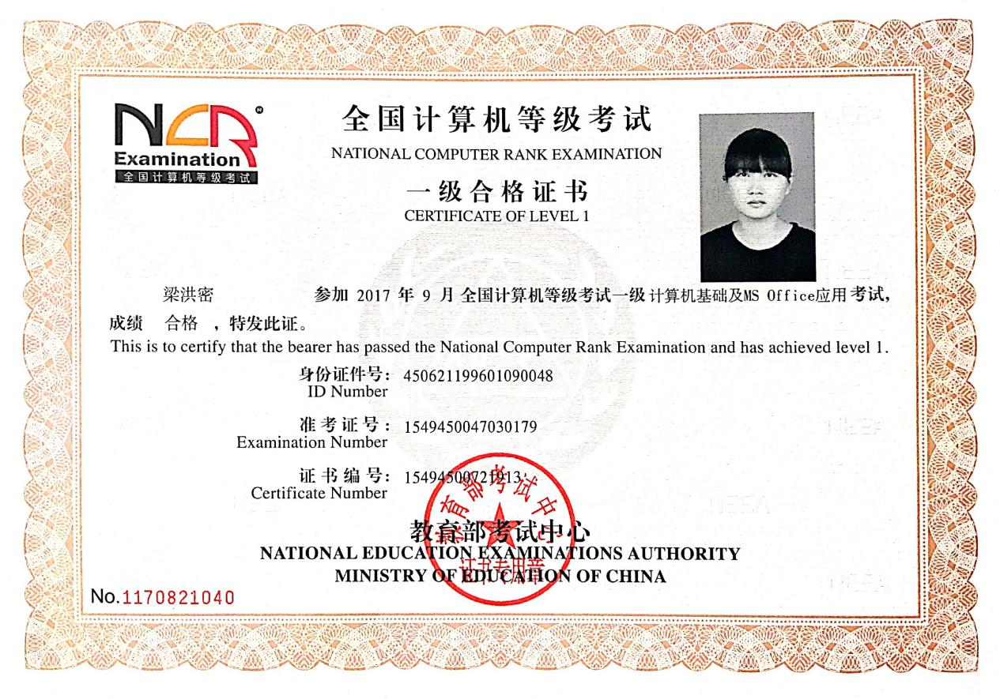 NCR®
Examination
全国计算机等级考试
全国计算机等级考试
NATIONAL COMPUTER RANK EXAMINATION
一级合格证书
CERTIFICATE OF LEVEL 1
梁洪密 参加 2017 年 9 月 全国计算机等级考试一级 计算机基础及MS Office应用 考试，
成绩 合格 ，特发此证。
This is to certify that the bearer has passed the National Computer Rank Examination and has achieved level 1.
身份证件号： 450621199601090048
ID Number
准考证号： 1549450047030179
Examination Number
证书编号： 15494500721913
Certificate Number
教育部考试中心
教育部考试中心
NATIONAL EDUCATION EXAMINATIONS AUTHORITY
证书专用章
MINISTRY OF EDUCATION OF CHINA
No.1170821040